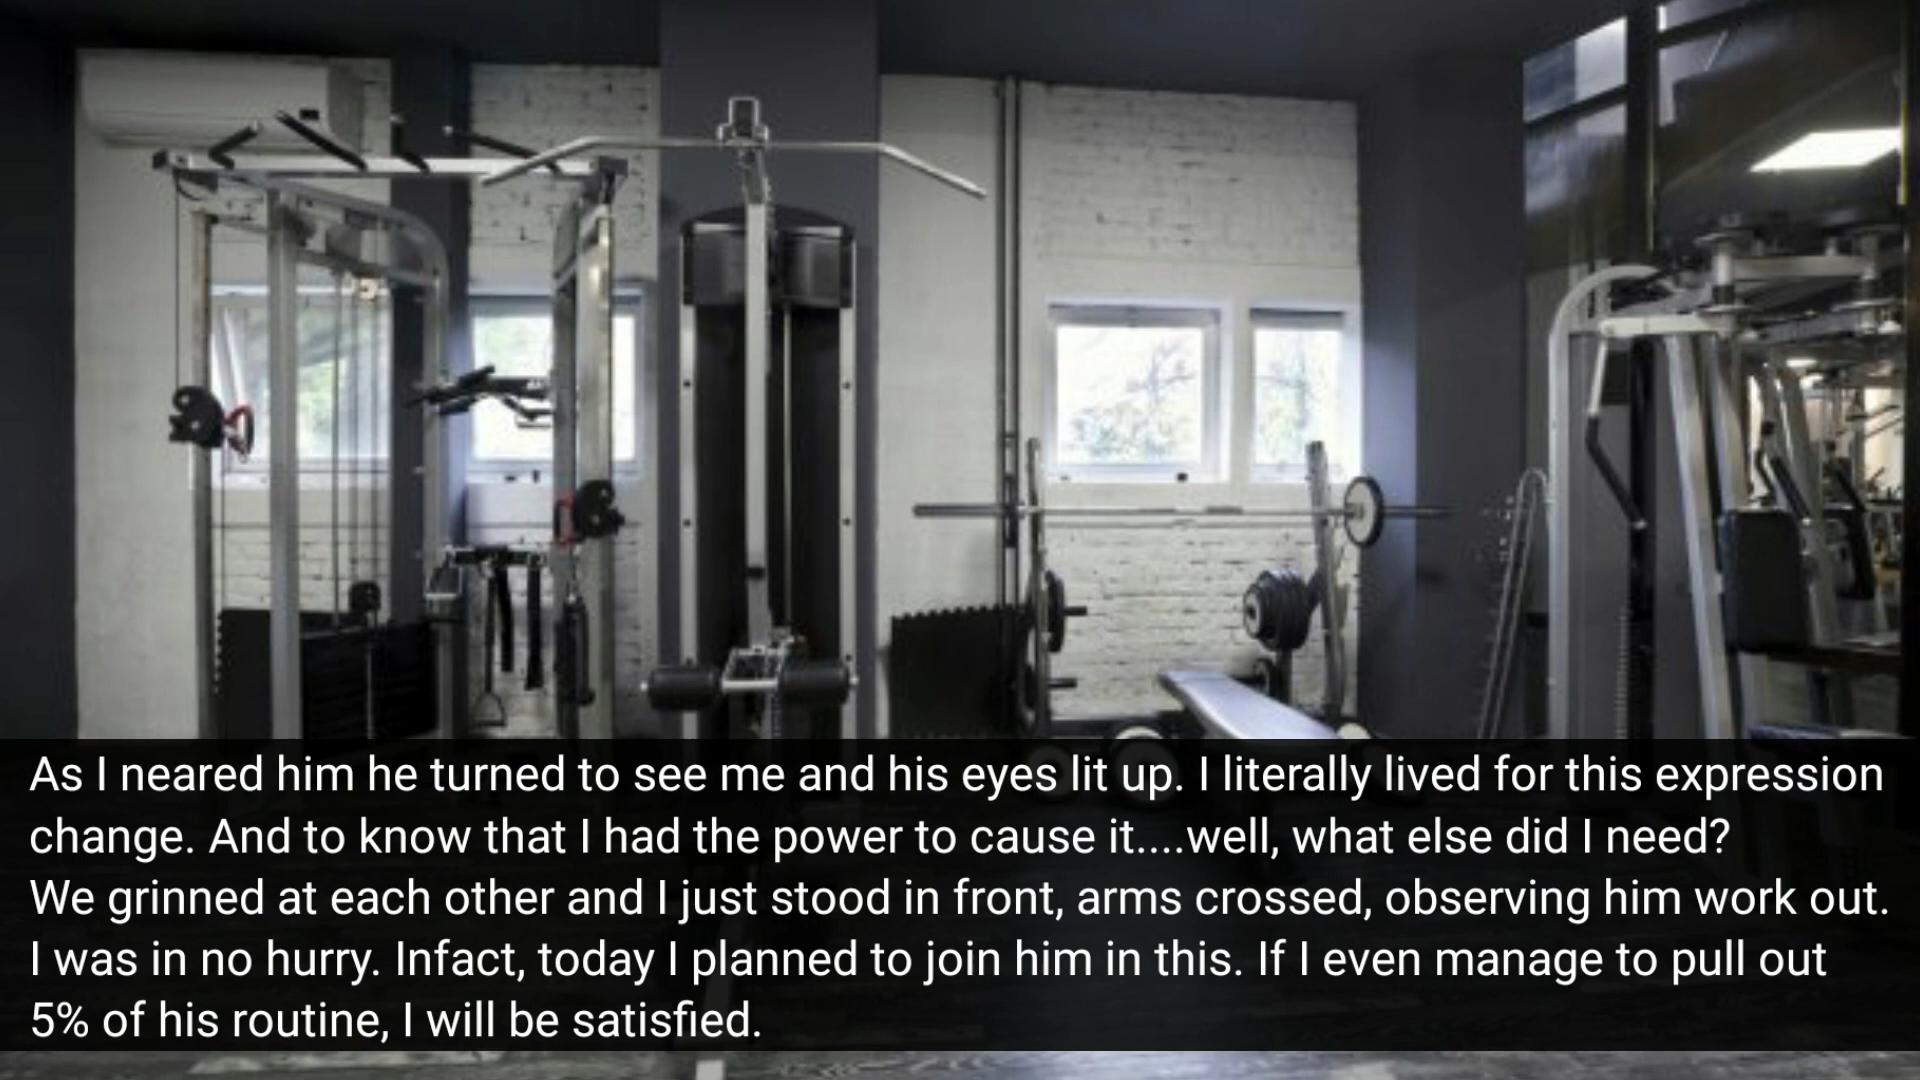 As I neared him he turned to see me and his eyes lit up. I literally lived for this expression
change. And to know that I had the power to cause it....well, what else did I need?
We grinned at each other and I just stood in front, arms crossed, observing him work out.
I was in no hurry. Infact, today I planned to join him in this. If I even manage to pull out
5% of his routine, I will be satisfied.